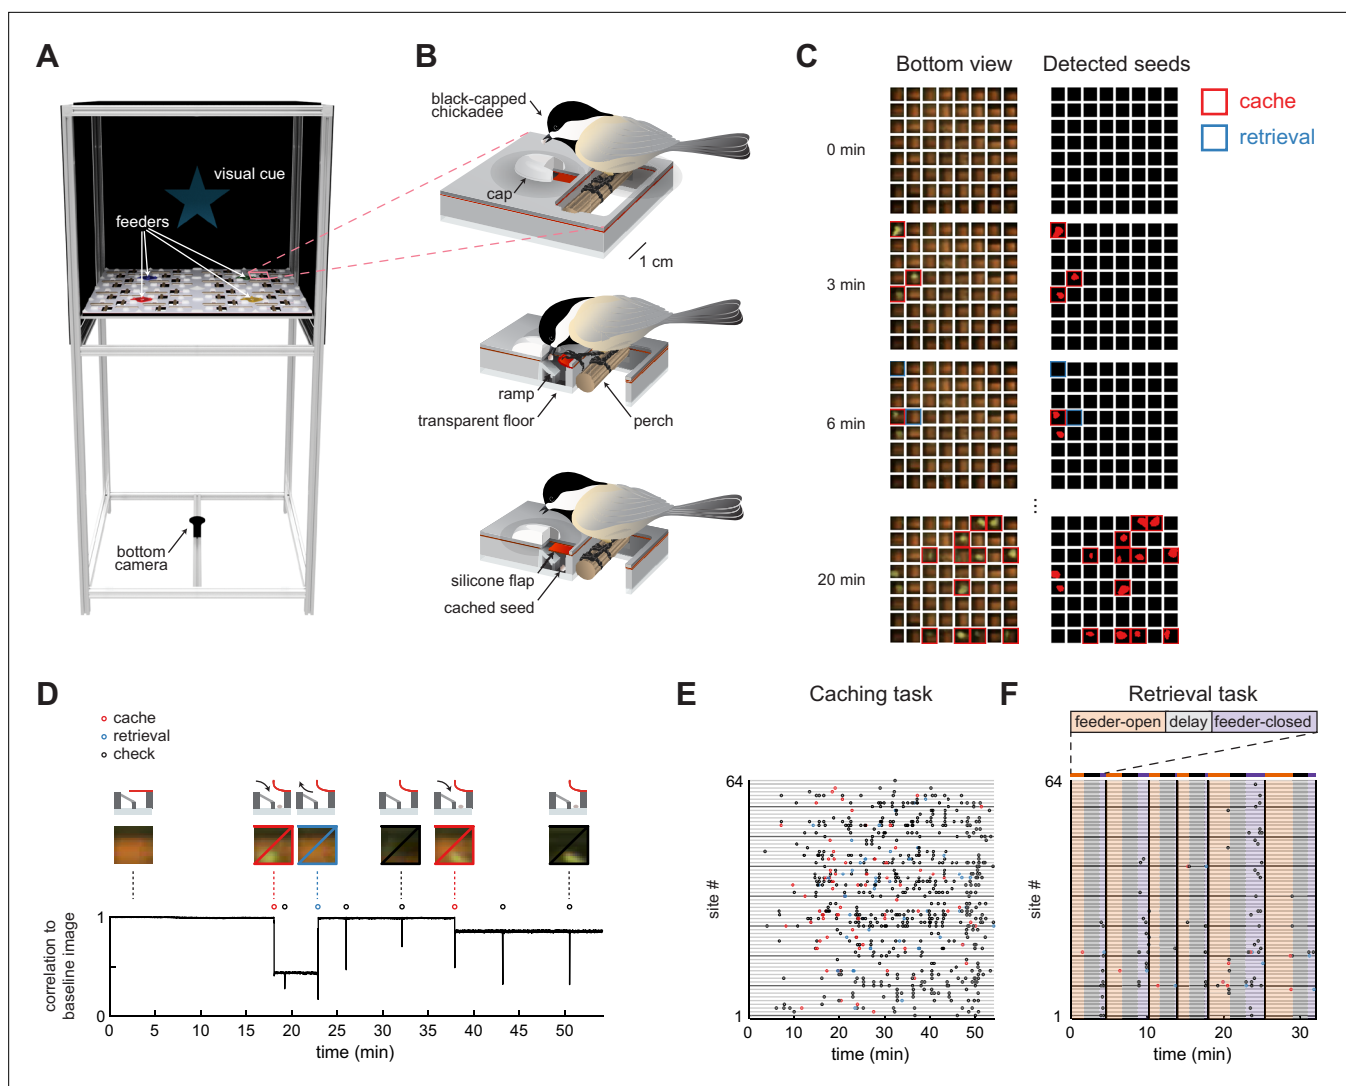 A
visual cue
feeders
bottom
camera
B
black-capped
chickadee
cap
1 cm
ramp
transparent floor
perch
silicone flap
cached seed
C
Bottom view
Detected seeds
cache
retrieval
0 min
3 min
6 min
...
20 min
D
cache
retrieval
check
correlation to
baseline image
1
0
0
5
10
15
20
25
30
35
40
45
50
time (min)
E
Caching task
site #
64
1
0
10
20
30
40
50
time (min)
F
Retrieval task
feeder-open
delay
feeder-closed
site #
64
1
0
10
20
30
time (min)